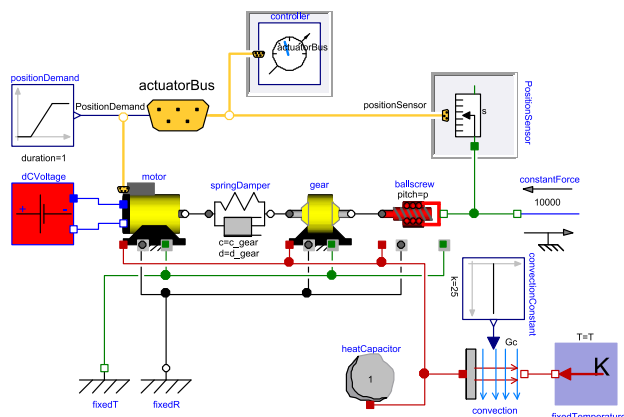 controller
actuatorBus
positionDemand
actuatorBus
PositionDemand
positionSensor
s
PositionSensor
duration=1
dCVoltage
+
-
motor
springDamper
gear
ballscrew
pitch=p
constantForce
10000
c=c_gear
d=d_gear
k=25
convectionConstant
heatCapacitor
1
Gc
T=T
K
fixedT
fixedR
convection
fixedTemperature